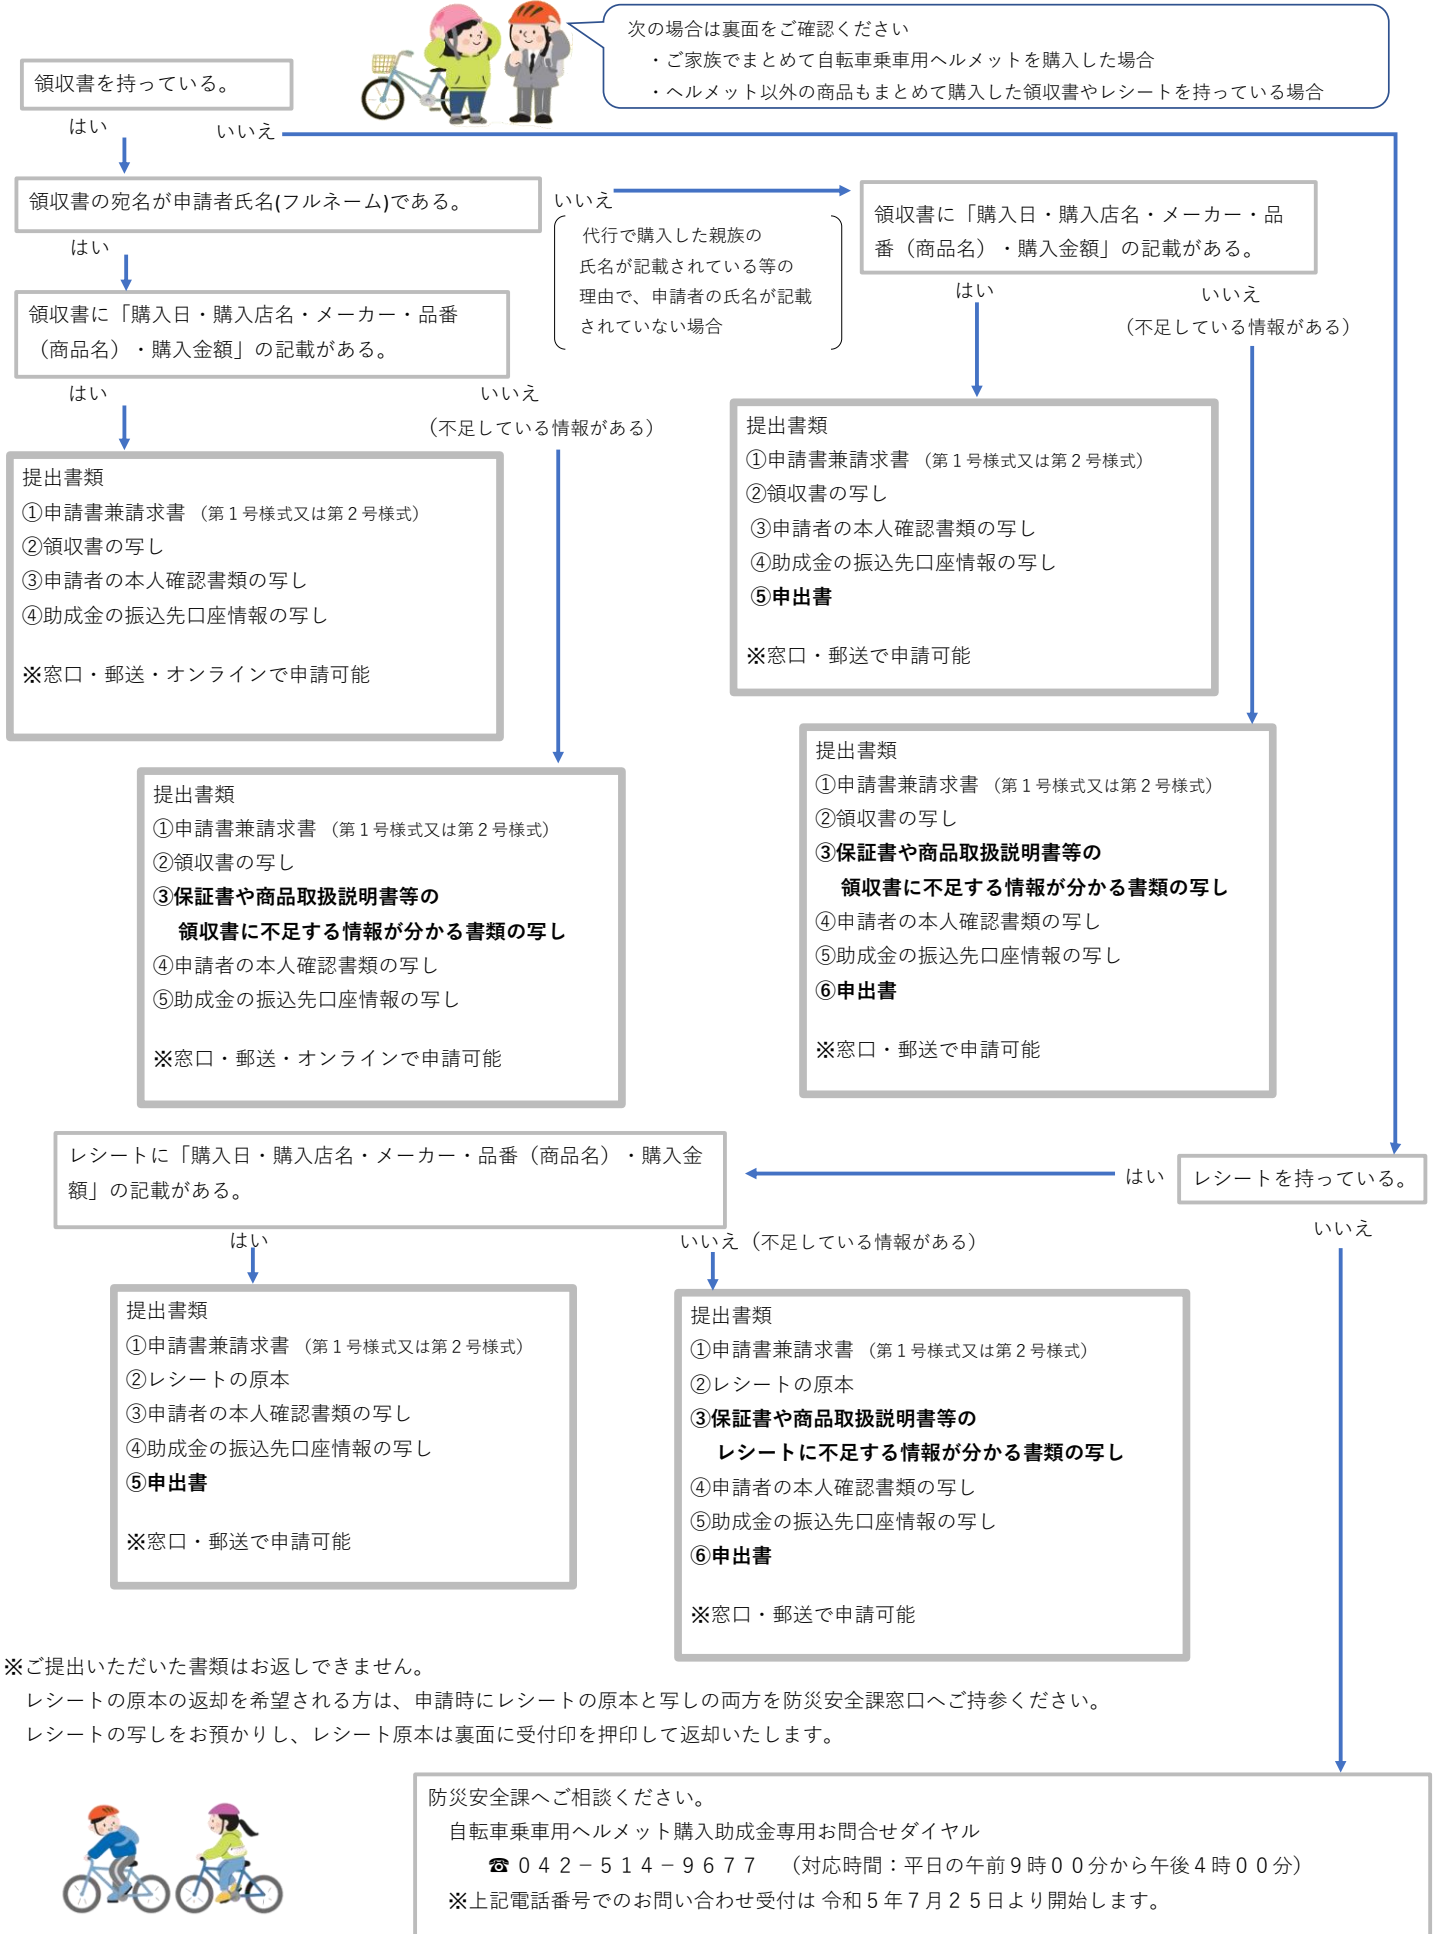 次の場合は裏面をご確認ください
・ご家族でまとめて自転車乗車用ヘルメットを購入した場合
・ヘルメット以外の商品もまとめて購入した領収書やレシートを持っている場合
領収書を持っている。
はい
いいえ
領収書の宛名が申請者氏名(フルネーム)である。
いいえ
代行で購入した親族の
氏名が記載されている等の
理由で、申請者の氏名が記載
されていない場合
領収書に「購入日・購入店名・メーカー・品
番（商品名）・購入金額」の記載がある。
はい
領収書に「購入日・購入店名・メーカー・品番
（商品名）・購入金額」の記載がある。
はい
いいえ
（不足している情報がある）
はい
いいえ
（不足している情報がある）
提出書類
①申請書兼請求書（第１号様式又は第２号様式）
②領収書の写し
③申請者の本人確認書類の写し
④助成金の振込先口座情報の写し
※窓口・郵送・オンラインで申請可能
提出書類
①申請書兼請求書（第１号様式又は第２号様式）
②領収書の写し
③申請者の本人確認書類の写し
④助成金の振込先口座情報の写し
⑤申出書
※窓口・郵送で申請可能
提出書類
①申請書兼請求書（第１号様式又は第２号様式）
②領収書の写し
③保証書や商品取扱説明書等の
領収書に不足する情報が分かる書類の写し
④申請者の本人確認書類の写し
⑤助成金の振込先口座情報の写し
※窓口・郵送・オンラインで申請可能
提出書類
①申請書兼請求書（第１号様式又は第２号様式）
②領収書の写し
③保証書や商品取扱説明書等の
領収書に不足する情報が分かる書類の写し
④申請者の本人確認書類の写し
⑤助成金の振込先口座情報の写し
⑥申出書
※窓口・郵送で申請可能
レシートを持っている。
はい
いいえ
レシートに「購入日・購入店名・メーカー・品番（商品名）・購入金
額」の記載がある。
はい
いいえ（不足している情報がある）
提出書類
①申請書兼請求書（第１号様式又は第２号様式）
②レシートの原本
③申請者の本人確認書類の写し
④助成金の振込先口座情報の写し
⑤申出書
※窓口・郵送で申請可能
提出書類
①申請書兼請求書（第１号様式又は第２号様式）
②レシートの原本
③保証書や商品取扱説明書等の
レシートに不足する情報が分かる書類の写し
④申請者の本人確認書類の写し
⑤助成金の振込先口座情報の写し
⑥申出書
※窓口・郵送で申請可能
※ご提出いただいた書類はお返しできません。
レシートの原本の返却を希望される方は、申請時にレシートの原本と写しの両方を防災安全課窓口へご持参ください。
レシートの写しをお預かりし、レシート原本は裏面に受付印を押印して返却いたします。
防災安全課へご相談ください。
自転車乗車用ヘルメット購入助成金専用お問合せダイヤル
☎０４２－５１４－９６７７　（対応時間：平日の午前９時００分から午後４時００分）
※上記電話番号でのお問い合わせ受付は 令和５年７月２５日より開始します。